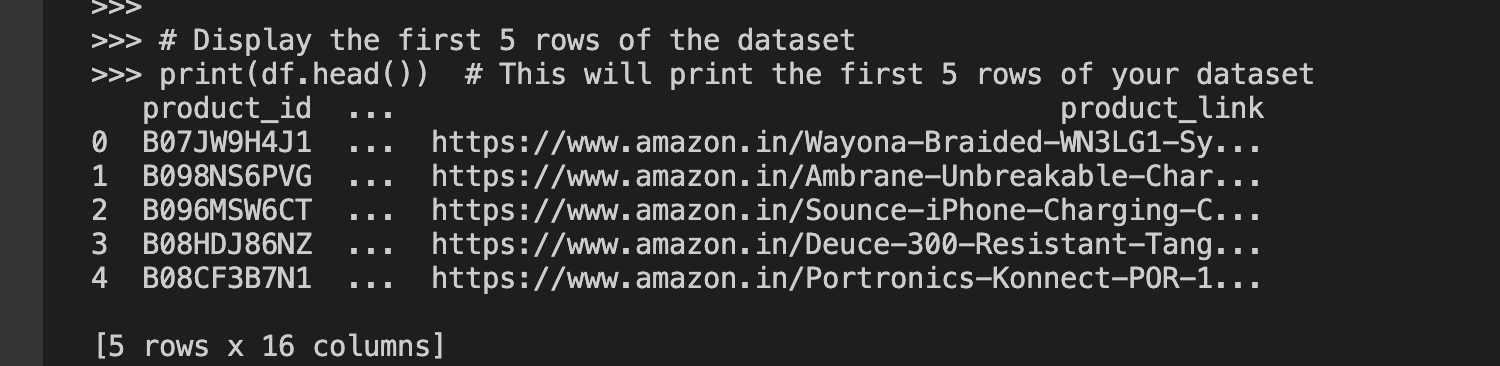 >>>
>>> # Display the first 5 rows of the dataset
>>> print(df.head())  # This will print the first 5 rows of your dataset
   product_id  ...                                       product_link
0  B07JW9H4J1  ...  https://www.amazon.in/Wayona-Braided-WN3LG1-Sy...
1  B098NS6PVG  ...  https://www.amazon.in/Ambrane-Unbreakable-Char...
2  B096MSW6CT  ...  https://www.amazon.in/Sounce-iPhone-Charging-C...
3  B08HDJ86NZ  ...  https://www.amazon.in/Deuce-300-Resistant-Tang...
4  B08CF3B7N1  ...  https://www.amazon.in/Portronics-Konnect-POR-1...
[5 rows x 16 columns]